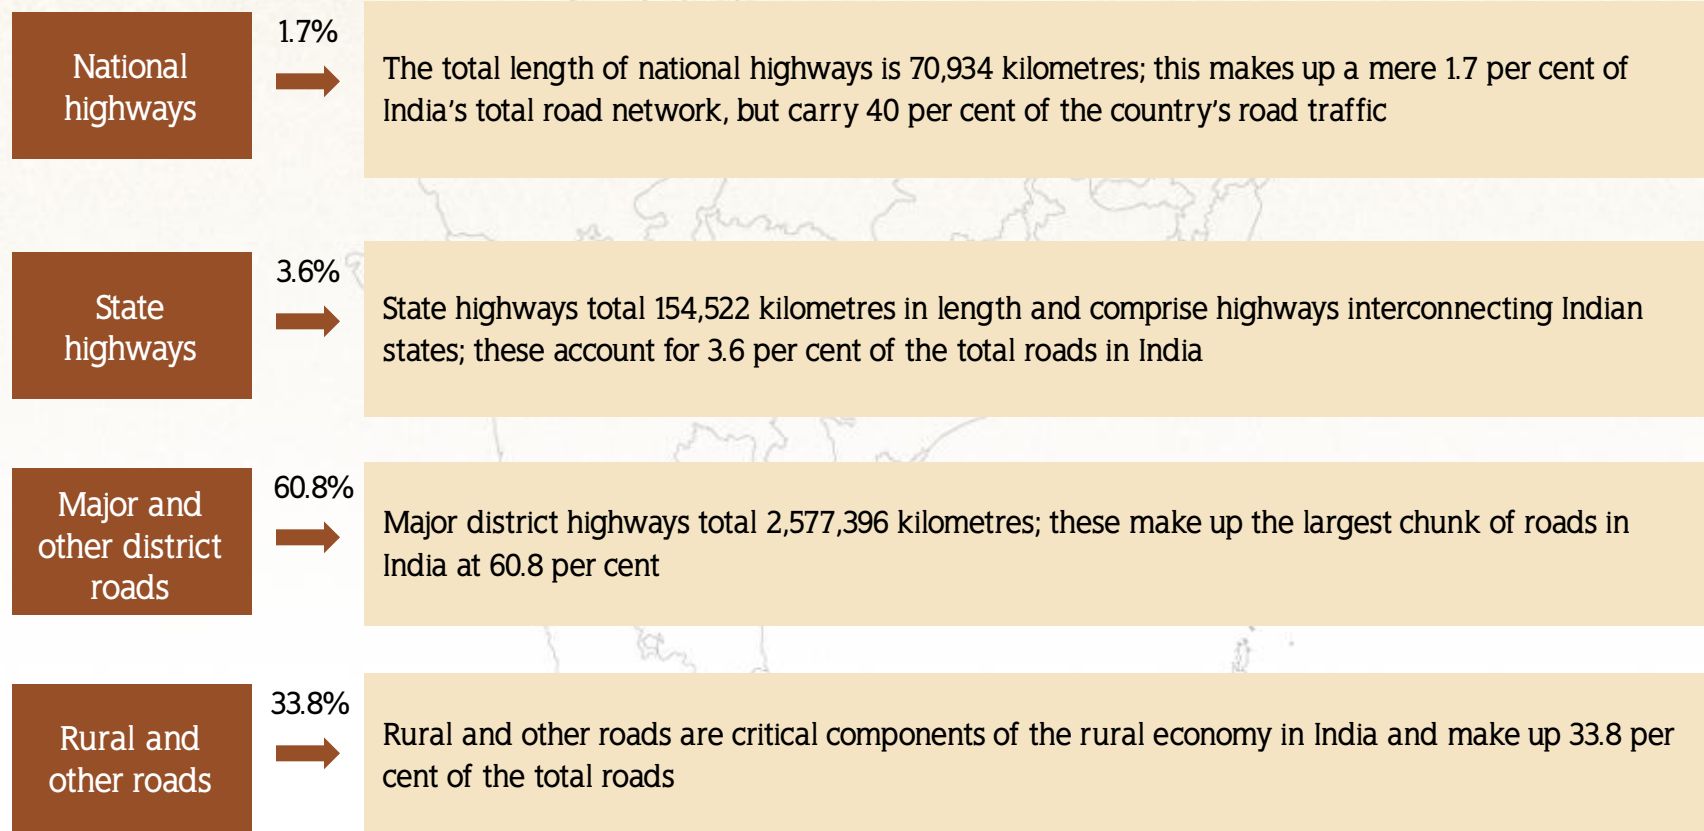 National
highways
1.7%
The total length of national highways is 70,934 kilometres; this makes up a mere 1.7 per cent of
India’s total road network, but carry 40 per cent of the country’s road traffic
State
highways
3.6%
State highways total 154,522 kilometres in length and comprise highways interconnecting Indian
states; these account for 3.6 per cent of the total roads in India
Major and
other district
roads
60.8%
Major district highways total 2,577,396 kilometres; these make up the largest chunk of roads in
India at 60.8 per cent
Rural and
other roads
33.8%
Rural and other roads are critical components of the rural economy in India and make up 33.8 per
cent of the total roads